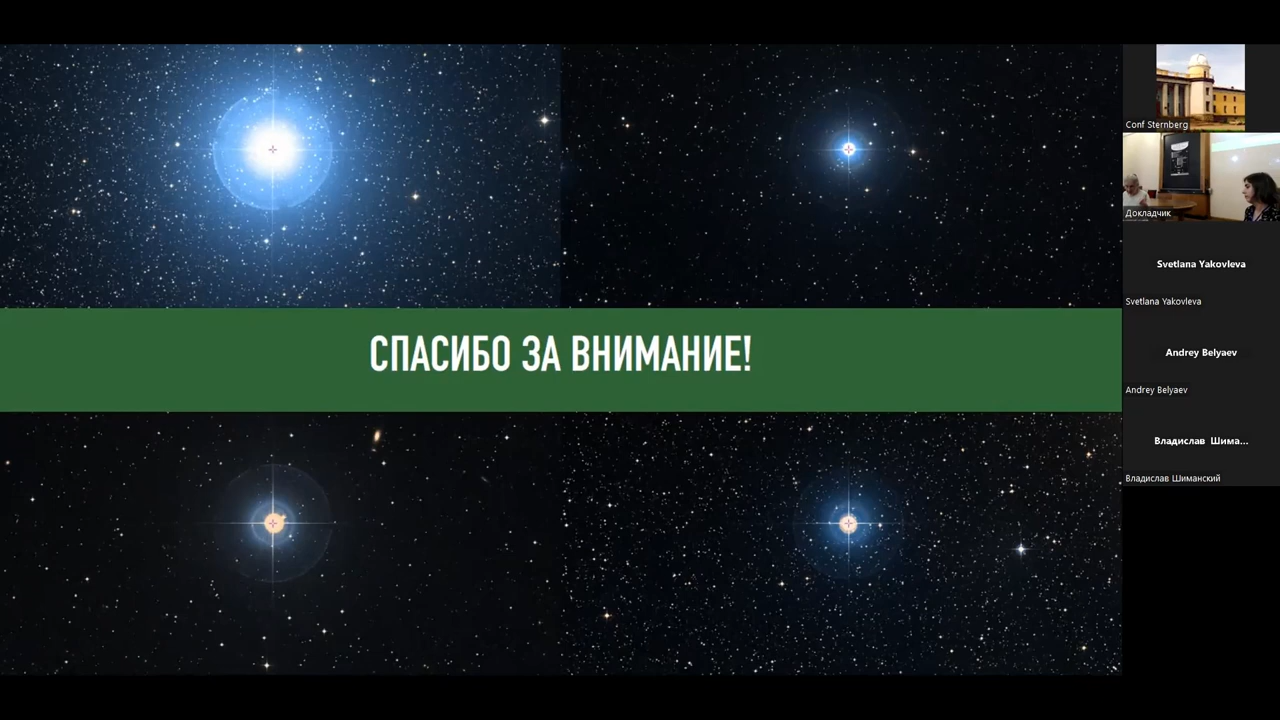 СПАСИБО ЗА ВНИМАНИЕ!
Conf Sternberg
Докладчик
Svetlana Yakovleva
Svetlana Yakovleva
Andrey Belyaev
Andrey Belyaev
Владислав Шима...
Владислав Шиманский